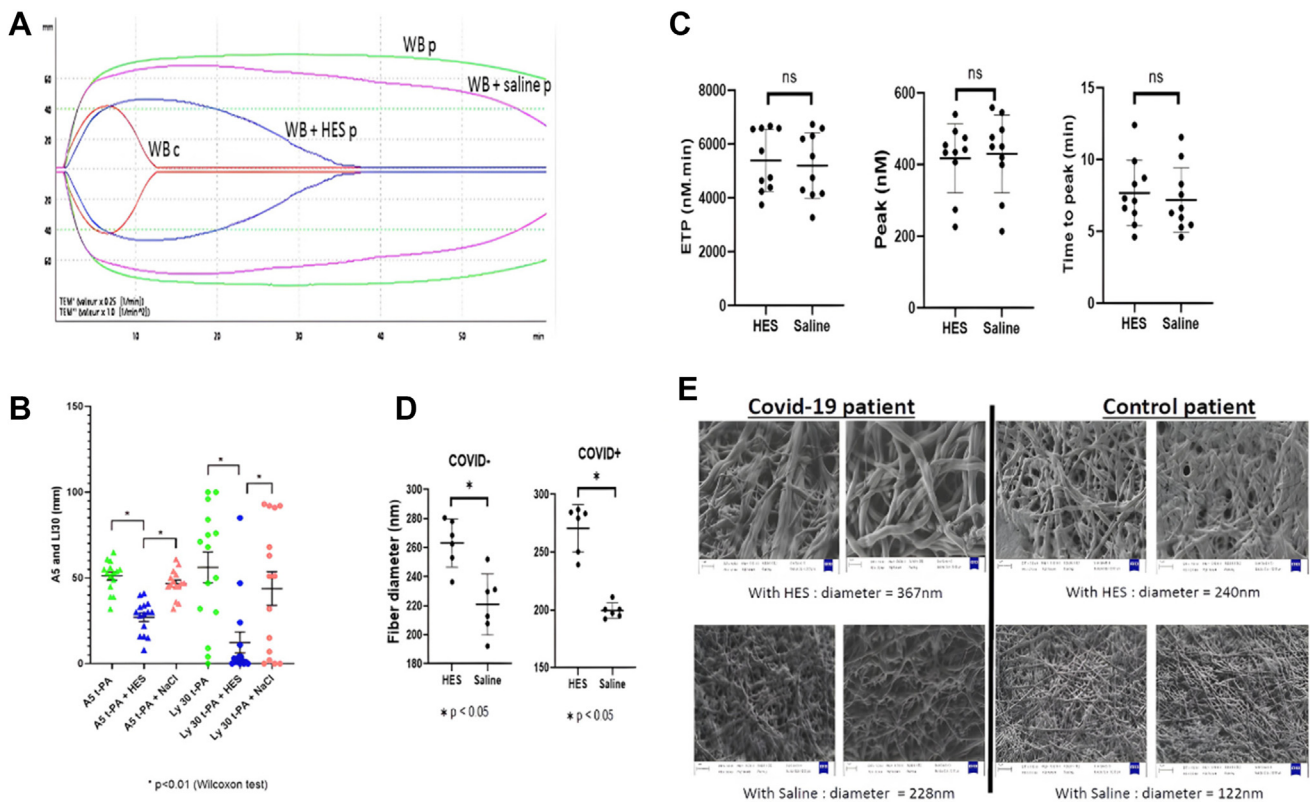 A
mm
WB p
60
WB + saline p
40
WB + HES p
20
WB c
20
40
60
10
20
30
40
50
min
B
A5 and LI30 (mm)
150
100
50
0
*
*
*
*
A5 t-PA
A5 t-PA + HES
A5 t-PA + NaCl
Ly 30 t-PA
Ly 30 t-PA + HES
Ly 30 t-PA + NaCl
* p<0.01 (Wilcoxon test)
C
ns
ETP (nM.min)
8000
6000
4000
2000
0
HES
Saline
ns
Peak (nM)
600
400
200
0
HES
Saline
ns
Time to peak (min)
15
10
5
0
HES
Saline
D
COVID-
*
Fiber diameter (nm)
300
280
260
240
220
200
180
HES
Saline
* p < 0.05
COVID+
*
300
250
200
150
HES
Saline
* p < 0.05
E
Covid-19 patient
Control patient
With HES : diameter = 367nm
With HES : diameter = 240nm
With Saline : diameter = 228nm
With Saline : diameter = 122nm